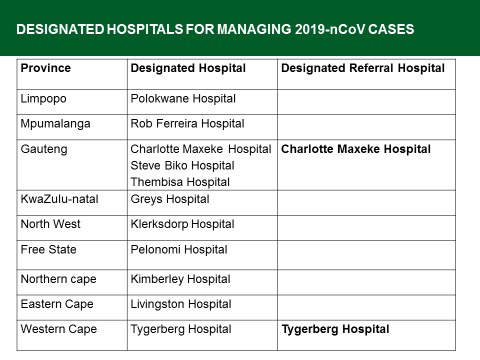 DESIGNATED HOSPITALS FOR MANAGING 2019-nCoV CASES
Province Designated Hospital Designated Referral Hospital
Limpopo Polokwane Hospital
Mpumalanga Rob Ferreira Hospital
Gauteng Charlotte Maxeke Hospital Charlotte Maxeke Hospital
Steve Biko Hospital
Thembisa Hospital
KwaZulu-natal Greys Hospital
North West Klerksdorp Hospital
Free State Pelonomi Hospital
Northern cape Kimberley Hospital
Eastern Cape Livingston Hospital
Western Cape Tygerberg Hospital Tygerberg Hospital